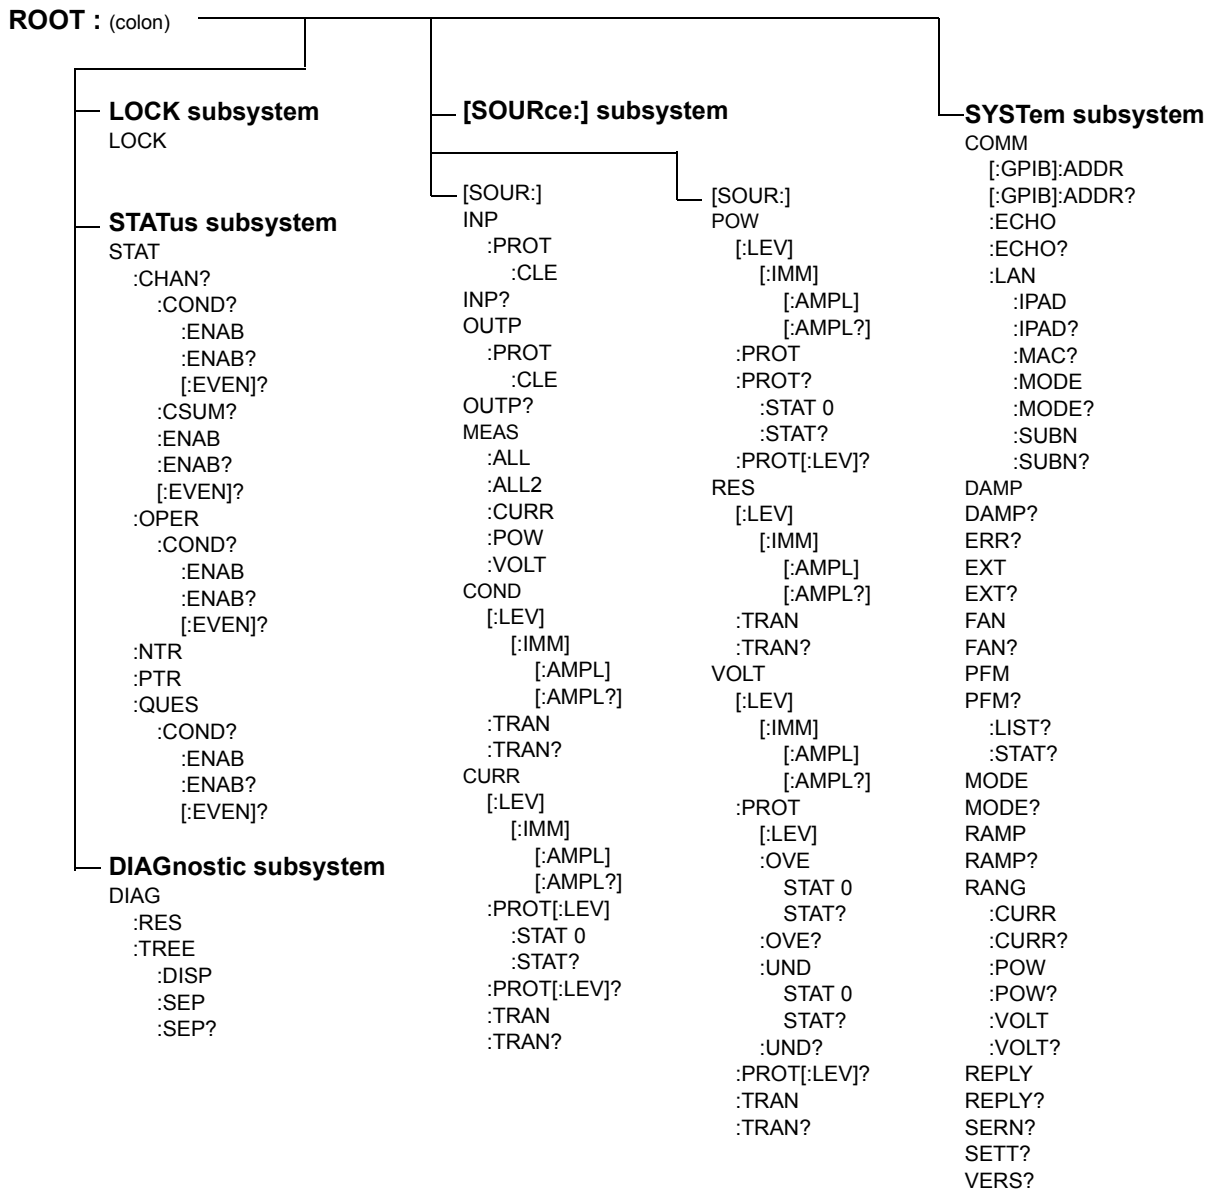 ROOT : (colon)
LOCK subsystem
LOCK
STATus subsystem
STAT
:CHAN?
:COND?
:ENAB
:ENAB?
[:EVEN]?
:CSUM?
:ENAB
:ENAB?
[:EVEN]?
:OPER
:COND?
:ENAB
:ENAB?
[:EVEN]?
:NTR
:PTR
:QUES
:COND?
:ENAB
:ENAB?
[:EVEN]?
DIAGnostic subsystem
DIAG
:RES
:TREE
:DISP
:SEP
:SEP?
[SOURce:] subsystem
[SOUR:]
INP
:PROT
:CLE
INP?
OUTP
:PROT
:CLE
OUTP?
MEAS
:ALL
:ALL2
:CURR
:POW
:VOLT
COND
[:LEV]
[:IMM]
[:AMPL]
[:AMPL?]
:TRAN
:TRAN?
CURR
[:LEV]
[:IMM]
[:AMPL]
[:AMPL?]
:PROT[:LEV]
:STAT 0
:STAT?
:PROT[:LEV]?
:TRAN
:TRAN?
[SOUR:]
POW
[:LEV]
[:IMM]
[:AMPL]
[:AMPL?]
:PROT
:PROT?
:STAT 0
:STAT?
:PROT[:LEV]?
RES
[:LEV]
[:IMM]
[:AMPL]
[:AMPL?]
:TRAN
:TRAN?
VOLT
[:LEV]
[:IMM]
[:AMPL]
[:AMPL?]
:PROT
[:LEV]
:OVE
STAT 0
STAT?
:OVE?
:UND
STAT 0
STAT?
:UND?
:PROT[:LEV]?
:TRAN
:TRAN?
SYSTem subsystem
COMM
[:GPIB]:ADDR
[:GPIB]:ADDR?
:ECHO
:ECHO?
:LAN
:IPAD
:IPAD?
:MAC?
:MODE
:MODE?
:SUBN
:SUBN?
DAMP
DAMP?
ERR?
EXT
EXT?
FAN
FAN?
PFM
PFM?
:LIST?
:STAT?
MODE
MODE?
RAMP
RAMP?
RANG
:CURR
:CURR?
:POW
:POW?
:VOLT
:VOLT?
REPLY
REPLY?
SERN?
SETT?
VERS?